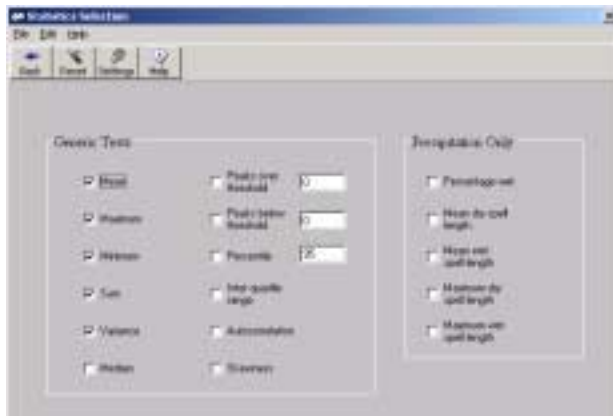 Statistics Selection
File Edit Help
Back Reset Settings Help
Generic Tests
Mean
Maximum
Minimum
Sum
Variance
Median
Peaks over threshold 0
Peaks below threshold 0
Percentile
Inter-quartile range
Autocorrelation
Skewness
Precipitation Only
Percentage wet
Mean dry spell length
Mean wet spell length
Maximum dry spell length
Maximum wet spell length